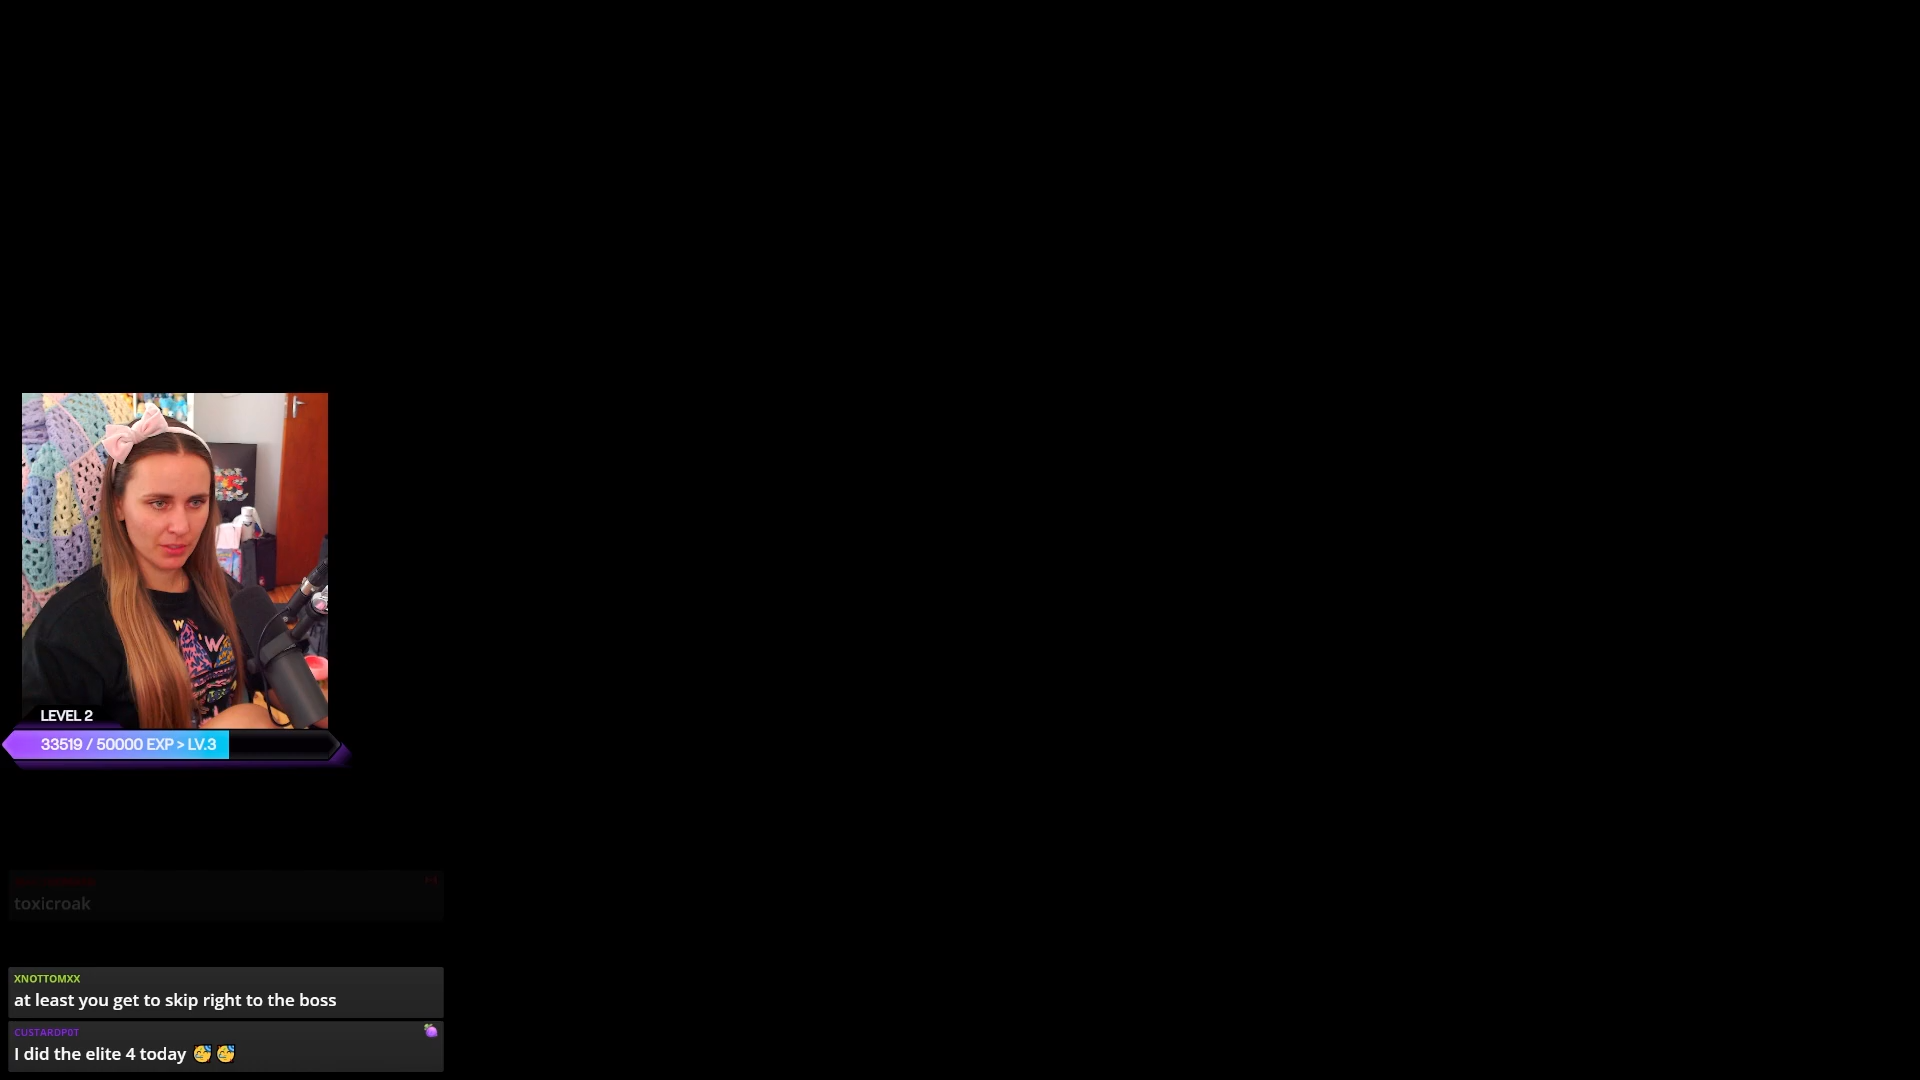 LEVEL 2
33519 / 50000 EXP > LV.3
toxicroak
XNOTTOMXX
at least you get to skip right to the boss
CUSTARDP0T
I did the elite 4 today 🥳 🥳